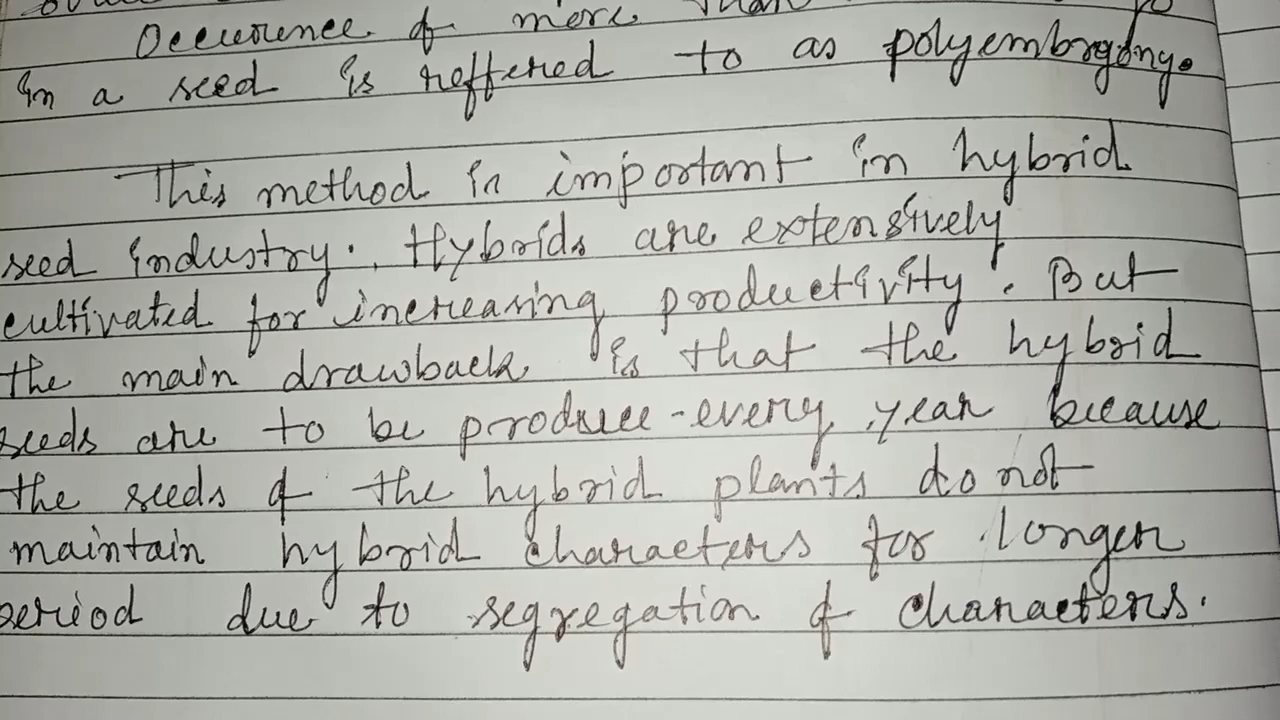 Occurence of more than
in a seed is reffered to as polyembryony.
This method is important in hybrid
seed industry. Hybrids are extensively
cultivated for increasing productivity. But
the main drawback is that the hybrid
seeds are to be produce every year because
the seeds of the hybrid plants do not
maintain hybrid characters for longer
period due to segregation of characters.